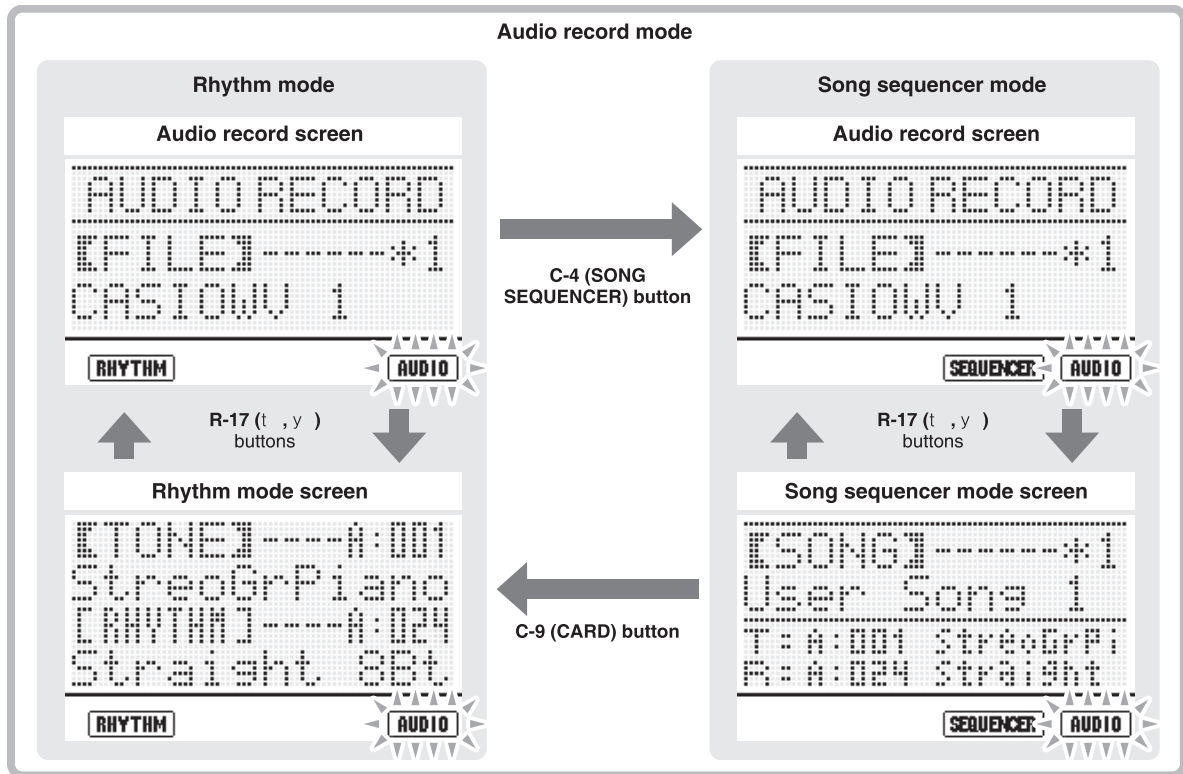 Audio record mode
Rhythm mode
Audio record screen
AUDIO RECORD
【FILE】------*1
CASIOWV 1
RHYTHM
AUDIO
R-17 (t , y )
buttons
Rhythm mode screen
【TONE】----A:001
StreoGrPiano
[RHYTHM]----A:024
Straight 8Bt
RHYTHM
AUDIO
C-4 (SONG
SEQUENCER) button
C-9 (CARD) button
Song sequencer mode
Audio record screen
AUDIO RECORD
【FILE】------*1
CASIOWV 1
SEQUENCER
AUDIO
R-17 (t , y )
buttons
Song sequencer mode screen
【SONG】------*1
User Song 1
T:A:001 StreoGrPi
R:A:024 Straight
SEQUENCER
AUDIO